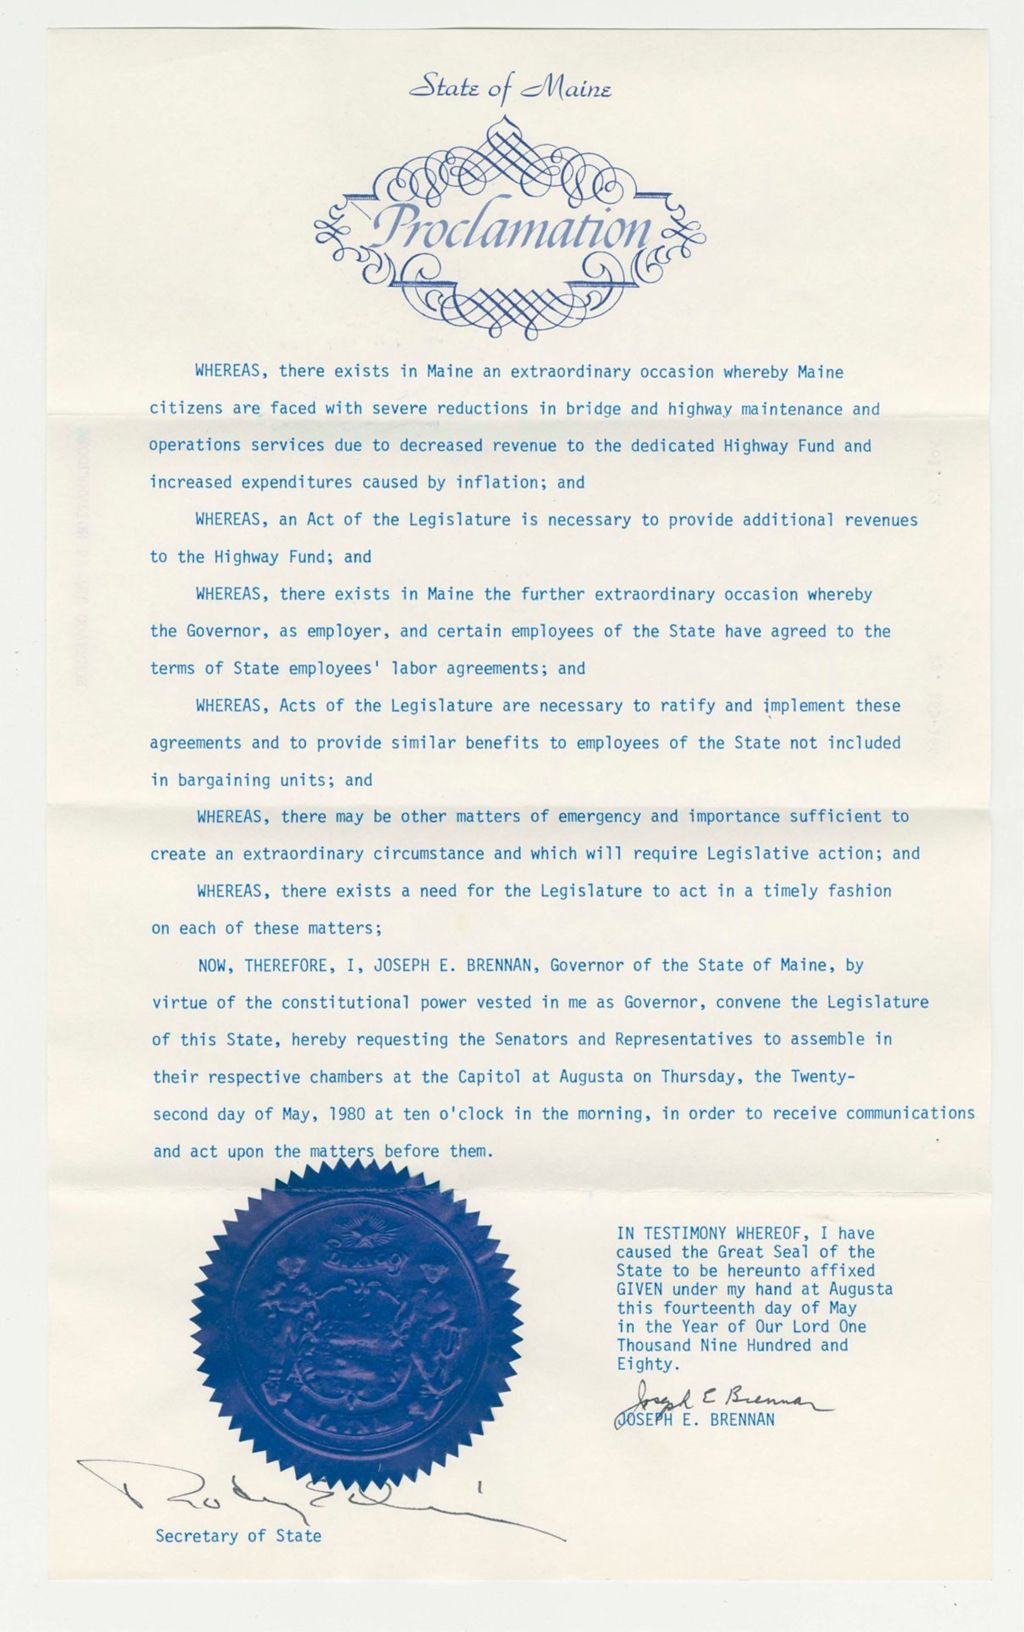 State of Maine
Proclamation
WHEREAS, there exists in Maine an extraordinary occasion whereby Maine
citizens are faced with severe reductions in bridge and highway maintenance and
operations services due to decreased revenue to the dedicated Highway Fund and
increased expenditures caused by inflation; and
WHEREAS, an Act of the Legislature is necessary to provide additional revenues
to the Highway Fund; and
WHEREAS, there exists in Maine the further extraordinary occasion whereby
the Governor, as employer, and certain employees of the State have agreed to the
terms of State employees' labor agreements; and
WHEREAS, Acts of the Legislature are necessary to ratify and implement these
agreements and to provide similar benefits to employees of the State not included
in bargaining units; and
WHEREAS, there may be other matters of emergency and importance sufficient to
create an extraordinary circumstance and which will require Legislative action; and
WHEREAS, there exists a need for the Legislature to act in a timely fashion
on each of these matters;
NOW, THEREFORE, I, JOSEPH E. BRENNAN, Governor of the State of Maine, by
virtue of the constitutional power vested in me as Governor, convene the Legislature
of this State, hereby requesting the Senators and Representatives to assemble in
their respective chambers at the Capitol at Augusta on Thursday, the Twenty-
second day of May, 1980 at ten o'clock in the morning, in order to receive communications
and act upon the matters before them.
IN TESTIMONY WHEREOF, I have
caused the Great Seal of the
State to be hereunto affixed
GIVEN under my hand at Augusta
this fourteenth day of May
in the Year of Our Lord One
Thousand Nine Hundred and
Eighty.
Joseph E Brennan
JOSEPH E. BRENNAN
Secretary of State